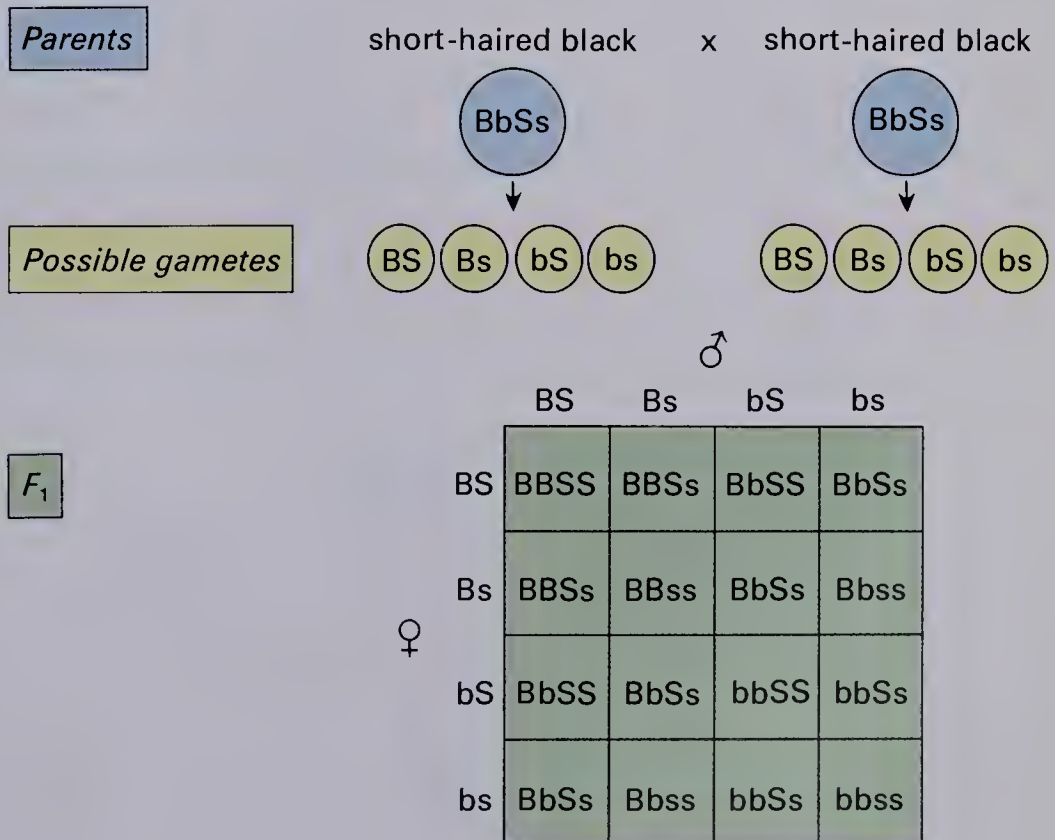 Parents short-haired black x short-haired black
BbSs BbSs
Possible gametes BS Bs bS bs BS Bs bS bs
♂
BS Bs bS bs
F₁ BS BBSS BBSs BbSS BbSs
Bs BBSs BBss BbSs Bbss
♀
bS BbSS BbSs bbSS bbSs
bs BbSs Bbss bbSs bbss